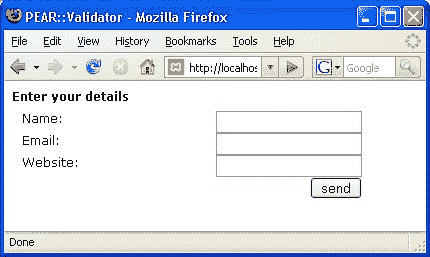 PEAR::Validator - Mozilla Firefox
File Edit View History Bookmarks Tools Help
http://localhos G Google
Enter your details
Name:
Email:
Website:
send
Done